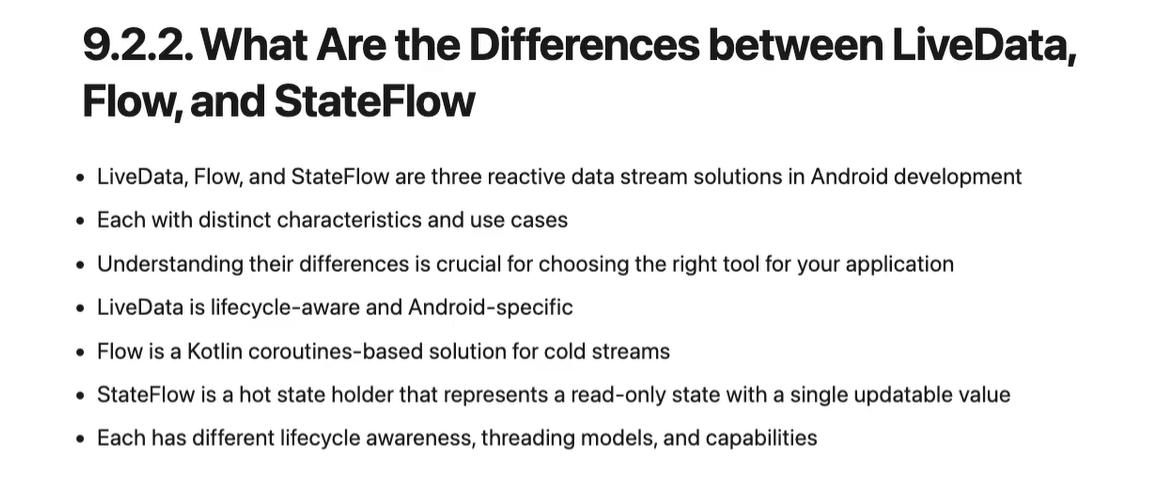 9.2.2. What Are the Differences between LiveData,
Flow, and StateFlow
• LiveData, Flow, and StateFlow are three reactive data stream solutions in Android development
• Each with distinct characteristics and use cases
• Understanding their differences is crucial for choosing the right tool for your application
• LiveData is lifecycle-aware and Android-specific
• Flow is a Kotlin coroutines-based solution for cold streams
• StateFlow is a hot state holder that represents a read-only state with a single updatable value
• Each has different lifecycle awareness, threading models, and capabilities